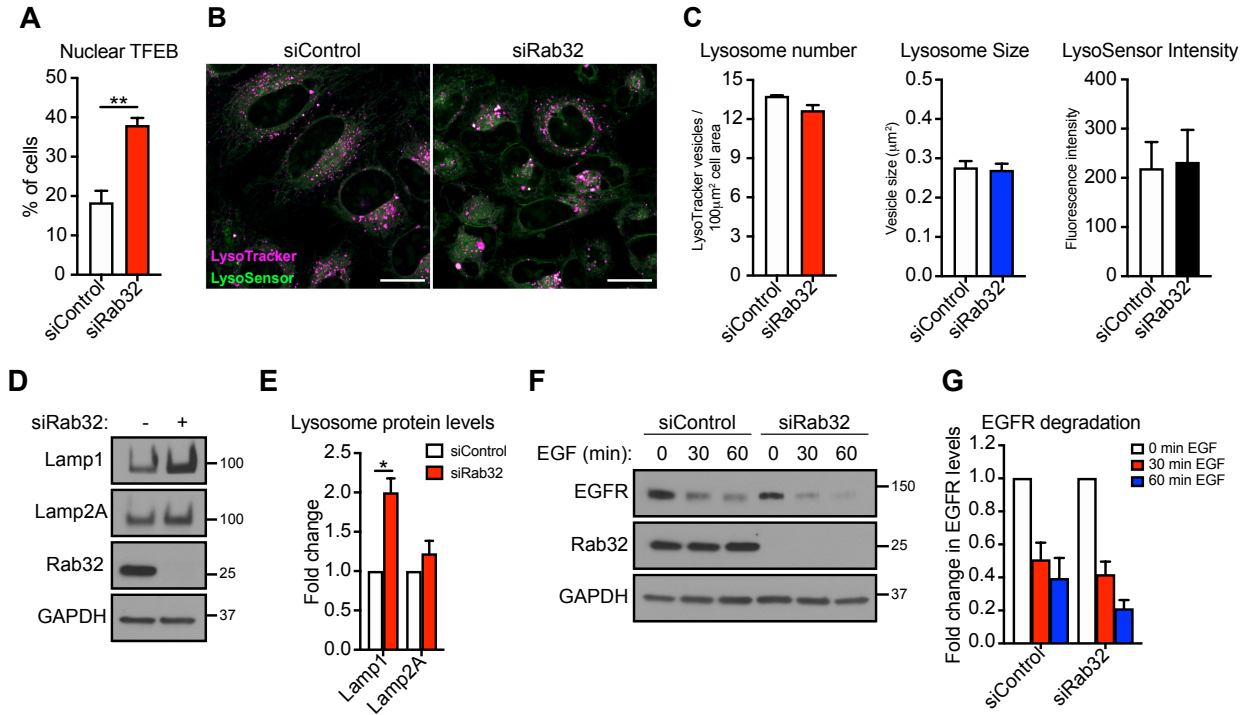 A
Nuclear TFEB
% of cells
50
40
30
20
10
0
**
siControl
siRab32
B
siControl
siRab32
LysoTracker
LysoSensor
C
Lysosome number
LysoTracker vesicles /
100μm² cell area
15
12
9
6
3
0
siControl
siRab32
Lysosome Size
Vesicle size (μm²)
0.5
0.4
0.3
0.2
0.1
0.0
siControl
siRab32
LysoSensor Intensity
Fluorescence intensity
400
300
200
100
0
siControl
siRab32
D
siRab32: - +
Lamp1 100
Lamp2A 100
Rab32 25
GAPDH 37
E
Lysosome protein levels
Fold change
2.5
2.0
1.5
1.0
0.5
0.0
*
siControl
siRab32
Lamp1
Lamp2A
F
siControl siRab32
EGF (min): 0 30 60 0 30 60
EGFR 150
Rab32 25
GAPDH 37
G
EGFR degradation
Fold change in EGFR levels
1.2
1.0
0.8
0.6
0.4
0.2
0.0
0 min EGF
30 min EGF
60 min EGF
siControl
siRab32